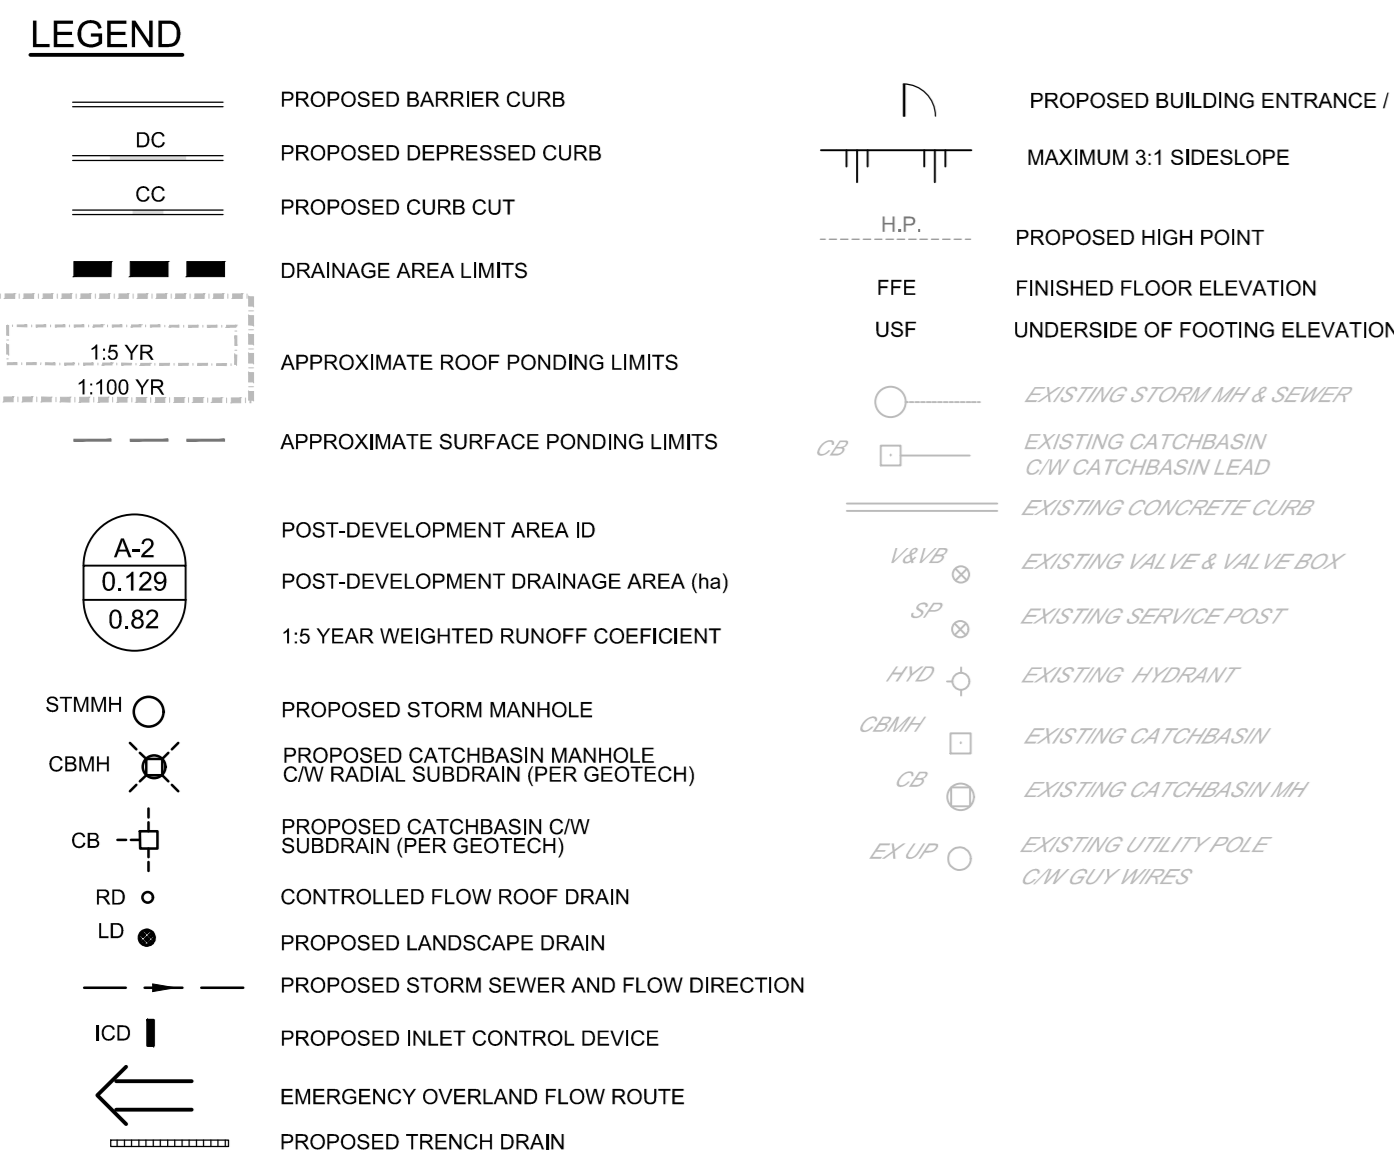 LEGEND
PROPOSED BARRIER CURB
DC
PROPOSED DEPRESSED CURB
CC
PROPOSED CURB CUT
DRAINAGE AREA LIMITS
1:5 YR
1:100 YR
APPROXIMATE ROOF PONDING LIMITS
APPROXIMATE SURFACE PONDING LIMITS
A-2
POST-DEVELOPMENT AREA ID
0.129
POST-DEVELOPMENT DRAINAGE AREA (ha)
0.82
1:5 YEAR WEIGHTED RUNOFF COEFICIENT
STMMH
PROPOSED STORM MANHOLE
CBMH
PROPOSED CATCHBASIN MANHOLE
C/W RADIAL SUBDRAIN (PER GEOTECH)
CB
PROPOSED CATCHBASIN C/W
SUBDRAIN (PER GEOTECH)
RD
CONTROLLED FLOW ROOF DRAIN
LD
PROPOSED LANDSCAPE DRAIN
PROPOSED STORM SEWER AND FLOW DIRECTION
ICD
PROPOSED INLET CONTROL DEVICE
EMERGENCY OVERLAND FLOW ROUTE
PROPOSED TRENCH DRAIN
PROPOSED BUILDING ENTRANCE /
MAXIMUM 3:1 SIDESLOPE
H.P.
PROPOSED HIGH POINT
FFE
FINISHED FLOOR ELEVATION
USF
UNDERSIDE OF FOOTING ELEVATION
EXISTING STORM MH & SEWER
CB
EXISTING CATCHBASIN
C/W CATCHBASIN LEAD
EXISTING CONCRETE CURB
V&VB
EXISTING VALVE & VALVE BOX
SP
EXISTING SERVICE POST
HYD
EXISTING HYDRANT
CBMH
EXISTING CATCHBASIN
CB
EXISTING CATCHBASIN MH
EX UP
EXISTING UTILITY POLE
C/W GUY WIRES